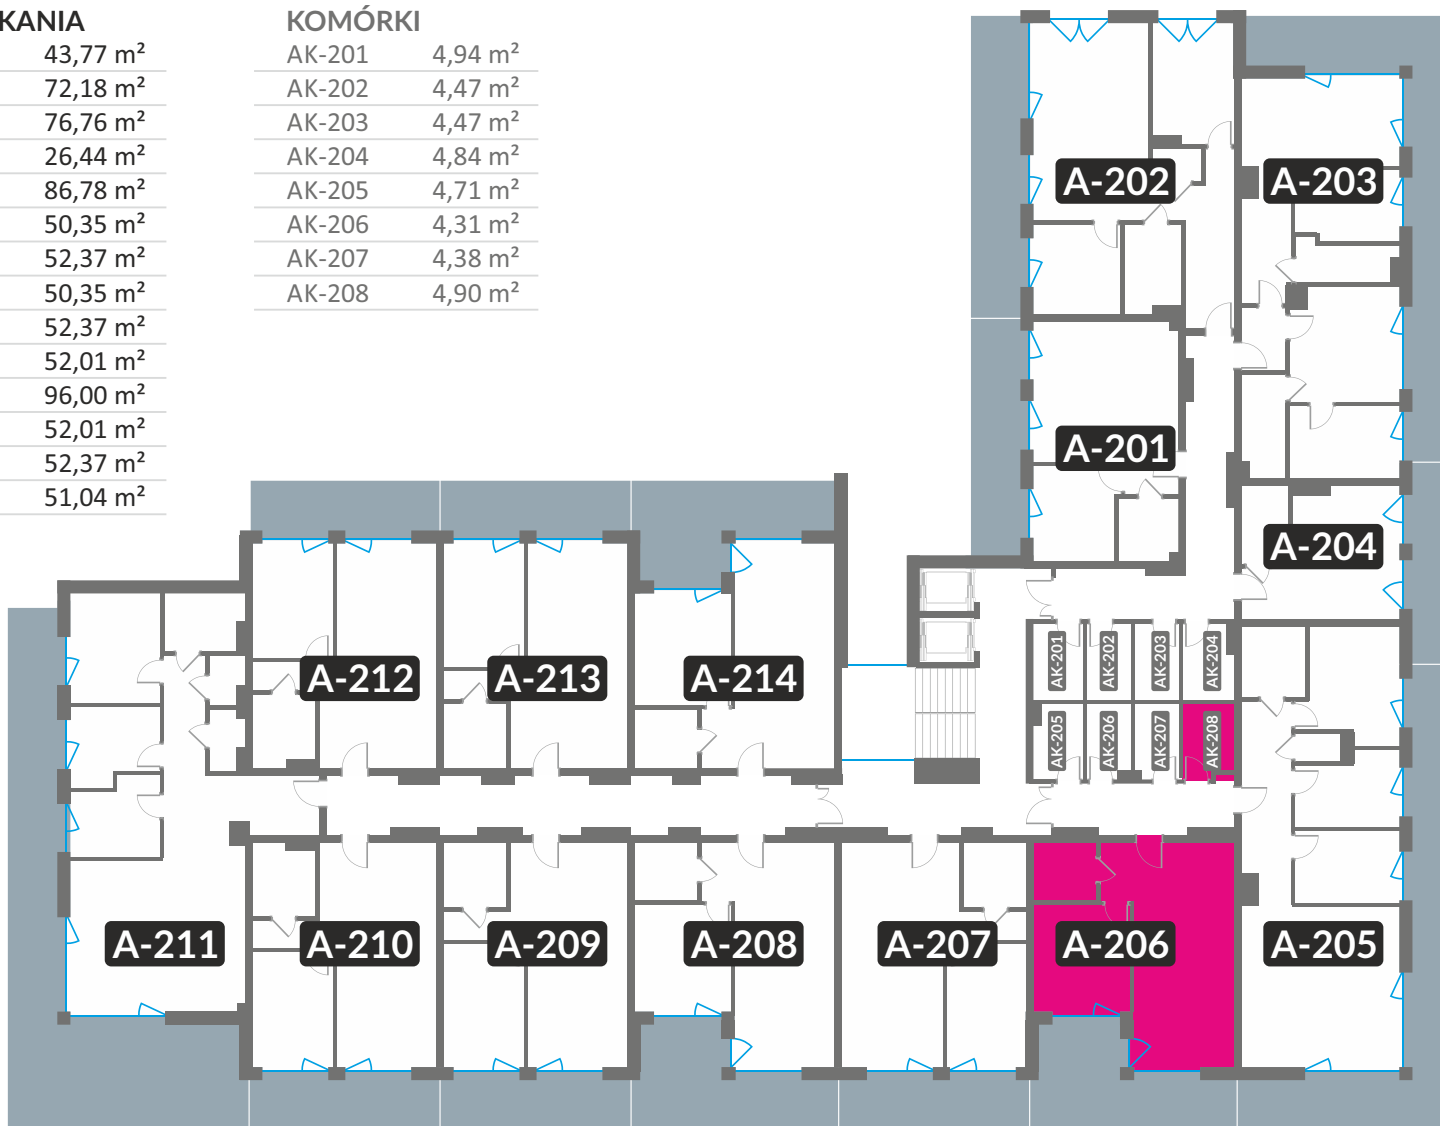 KANIA
43,77 m²
72,18 m²
76,76 m²
26,44 m²
86,78 m²
50,35 m²
52,37 m²
50,35 m²
52,37 m²
52,01 m²
96,00 m²
52,01 m²
52,37 m²
51,04 m²
KOMÓRKI
AK-201 4,94 m²
AK-202 4,47 m²
AK-203 4,47 m²
AK-204 4,84 m²
AK-205 4,71 m²
AK-206 4,31 m²
AK-207 4,38 m²
AK-208 4,90 m²
A-202
A-203
A-201
A-204
AK-201
AK-202
AK-203
AK-204
A-212
A-213
A-214
AK-205
AK-206
AK-207
AK-208
A-211
A-210
A-209
A-208
A-207
A-206
A-205